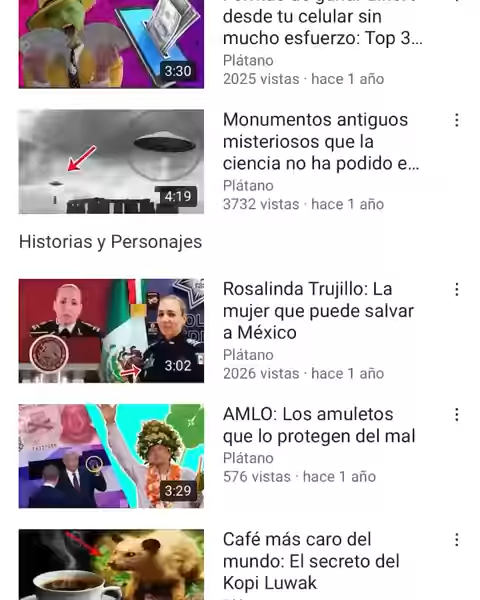 desde tu celular sin
mucho esfuerzo: Top 3...
Plátano
2025 vistas · hace 1 año
3:30
Monumentos antiguos
misteriosos que la
ciencia no ha podido e...
Plátano
3732 vistas · hace 1 año
4:19
Historias y Personajes
Rosalinda Trujillo: La
mujer que puede salvar
a México
Plátano
2026 vistas · hace 1 año
3:02
AMLO: Los amuletos
que lo protegen del mal
Plátano
576 vistas · hace 1 año
3:29
Café más caro del
mundo: El secreto del
Kopi Luwak